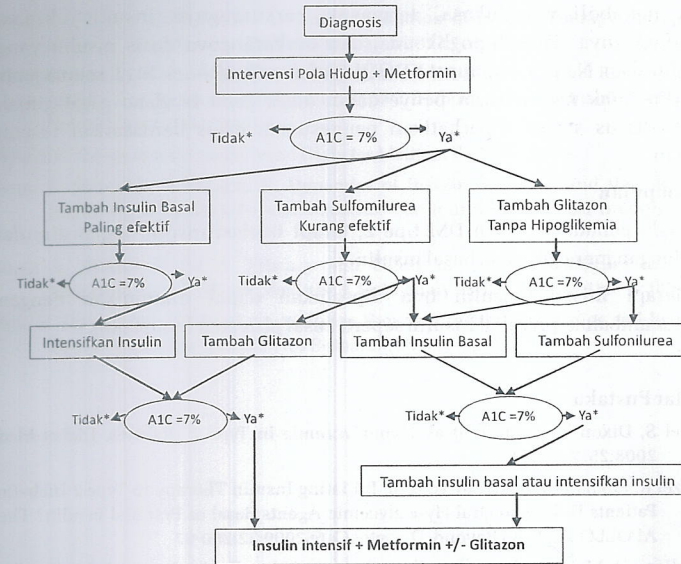 Diagnosis
Intervensi Pola Hidup + Metformin
Tidak* A1C = 7% Ya*
Tambah Insulin Basal
Paling efektif
Tambah Sulfomilurea
Kurang efektif
Tambah Glitazon
Tanpa Hipoglikemia
Tidak* A1C =7% Ya*
Tidak* A1C =7% Ya*
Tidak* A1C =7% Ya*
Intensifkan Insulin
Tambah Glitazon
Tambah Insulin Basal
Tambah Sulfonilurea
Tidak* A1C =7% Ya*
Tidak* A1C =7% Ya*
Tambah insulin basal atau intensifkan insulin
Insulin intensif + Metformin +/- Glitazon